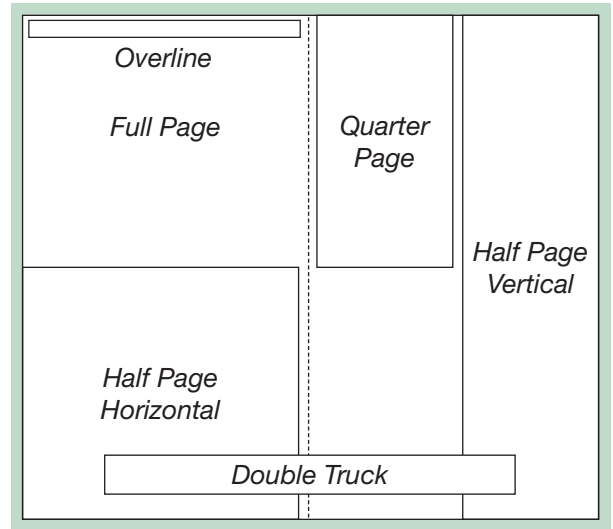 Overline
Full Page
Quarter
Page
Half Page
Vertical
Half Page
Horizontal
Double Truck